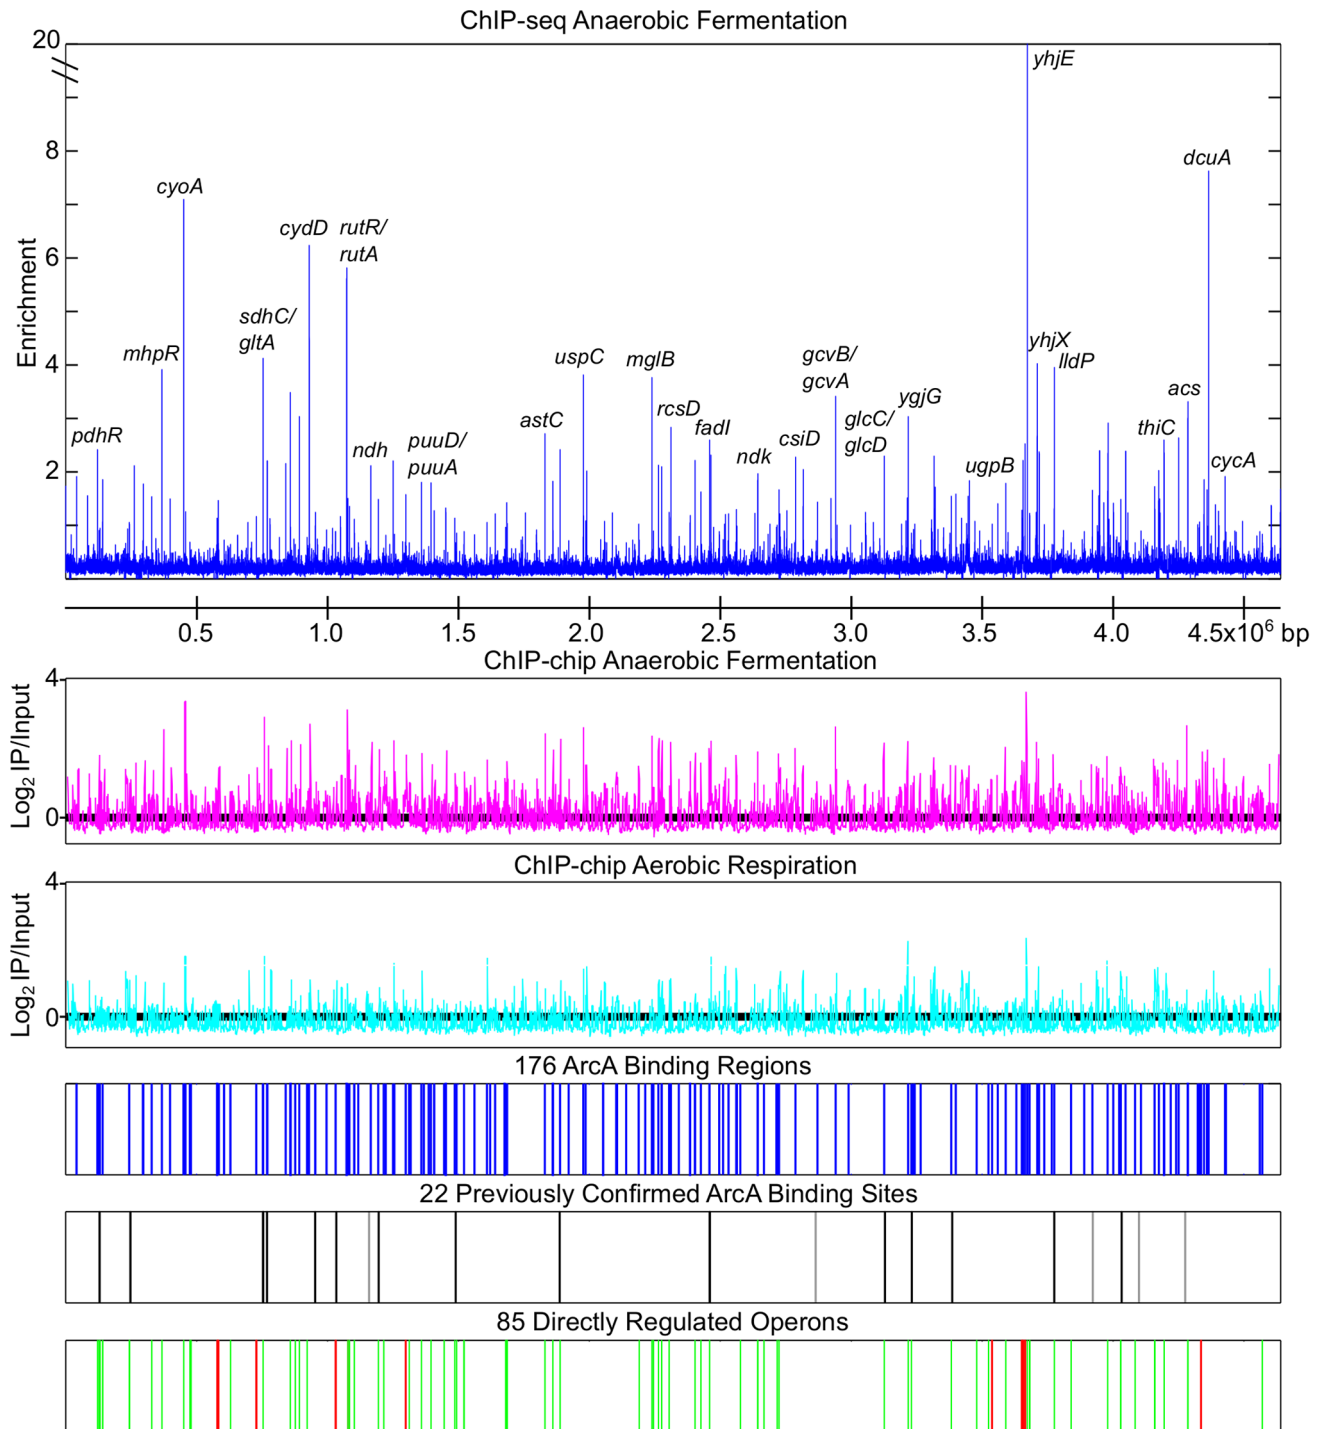 ChIP-seq Anaerobic Fermentation
20
8
6
4
2
Enrichment
yhjE
dcuA
cyoA
cydD
rutR/
rutA
sdhC/
gltA
mhpR
yhjX
lldP
uspC
mglB
gcvB/
gcvA
acs
ygjG
rcsD
astC
fadI
glcC/
glcD
thiC
pdhR
ndh
puuD/
puuA
csiD
ndk
ugpB
cycA
0.5 1.0 1.5 2.0 2.5 3.0 3.5 4.0 4.5x10⁶ bp
ChIP-chip Anaerobic Fermentation
4
0
Log₂ IP/Input
ChIP-chip Aerobic Respiration
4
0
Log₂ IP/Input
176 ArcA Binding Regions
22 Previously Confirmed ArcA Binding Sites
85 Directly Regulated Operons